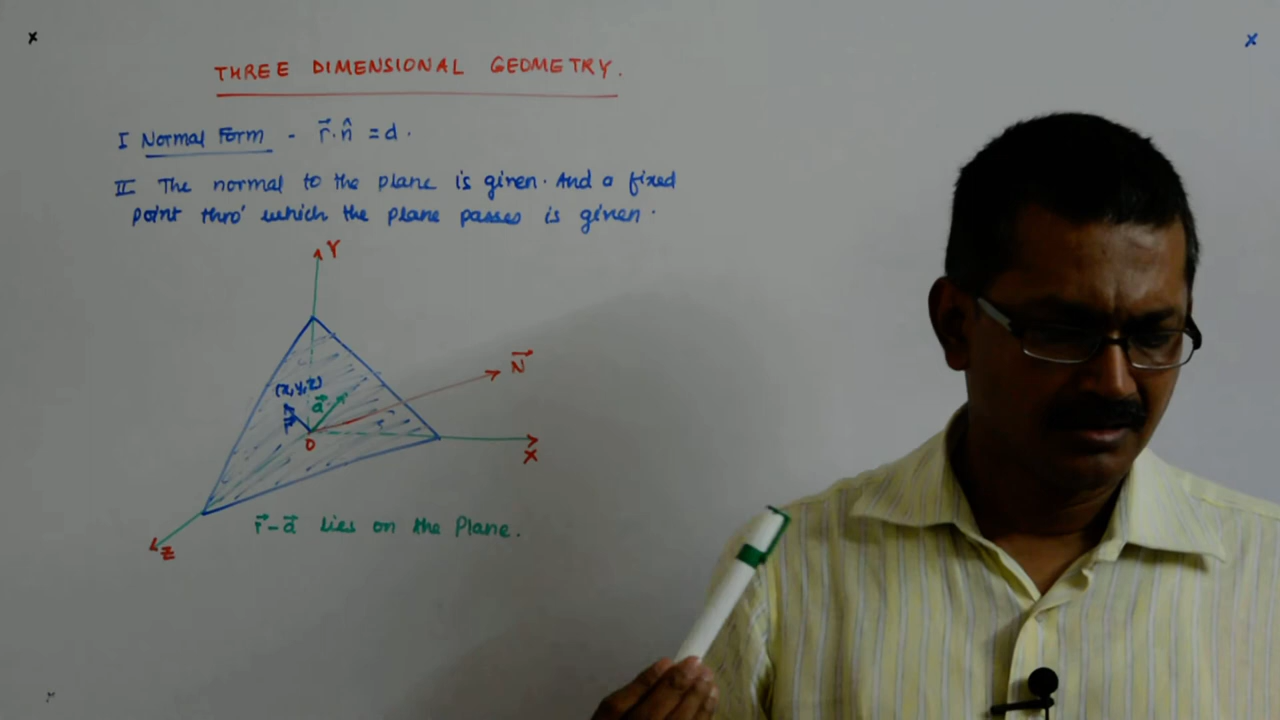 x
x
THREE DIMENSIONAL GEOMETRY.
I Normal Form - r⃗·n̂ = d.
II The normal to the plane is given. And a fixed
point thro' which the plane passes is given.
Y
N⃗
(x,y,z)
a⃗
r⃗
O
X
Z
r⃗-a⃗ lies on the Plane.